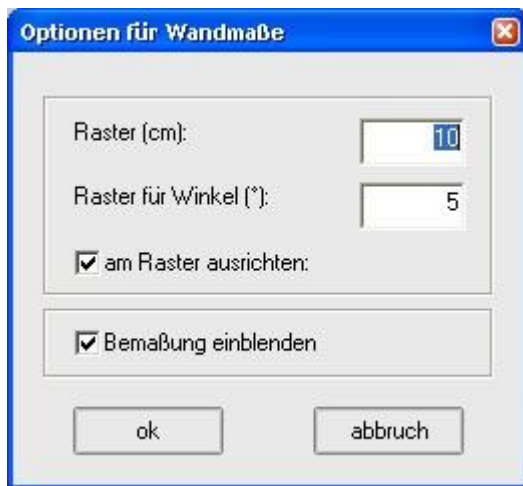 Optionen für Wandmaße
Raster (cm): 10
Raster für Winkel (°): 5
am Raster ausrichten:
Bemaßung einblenden
ok abbruch